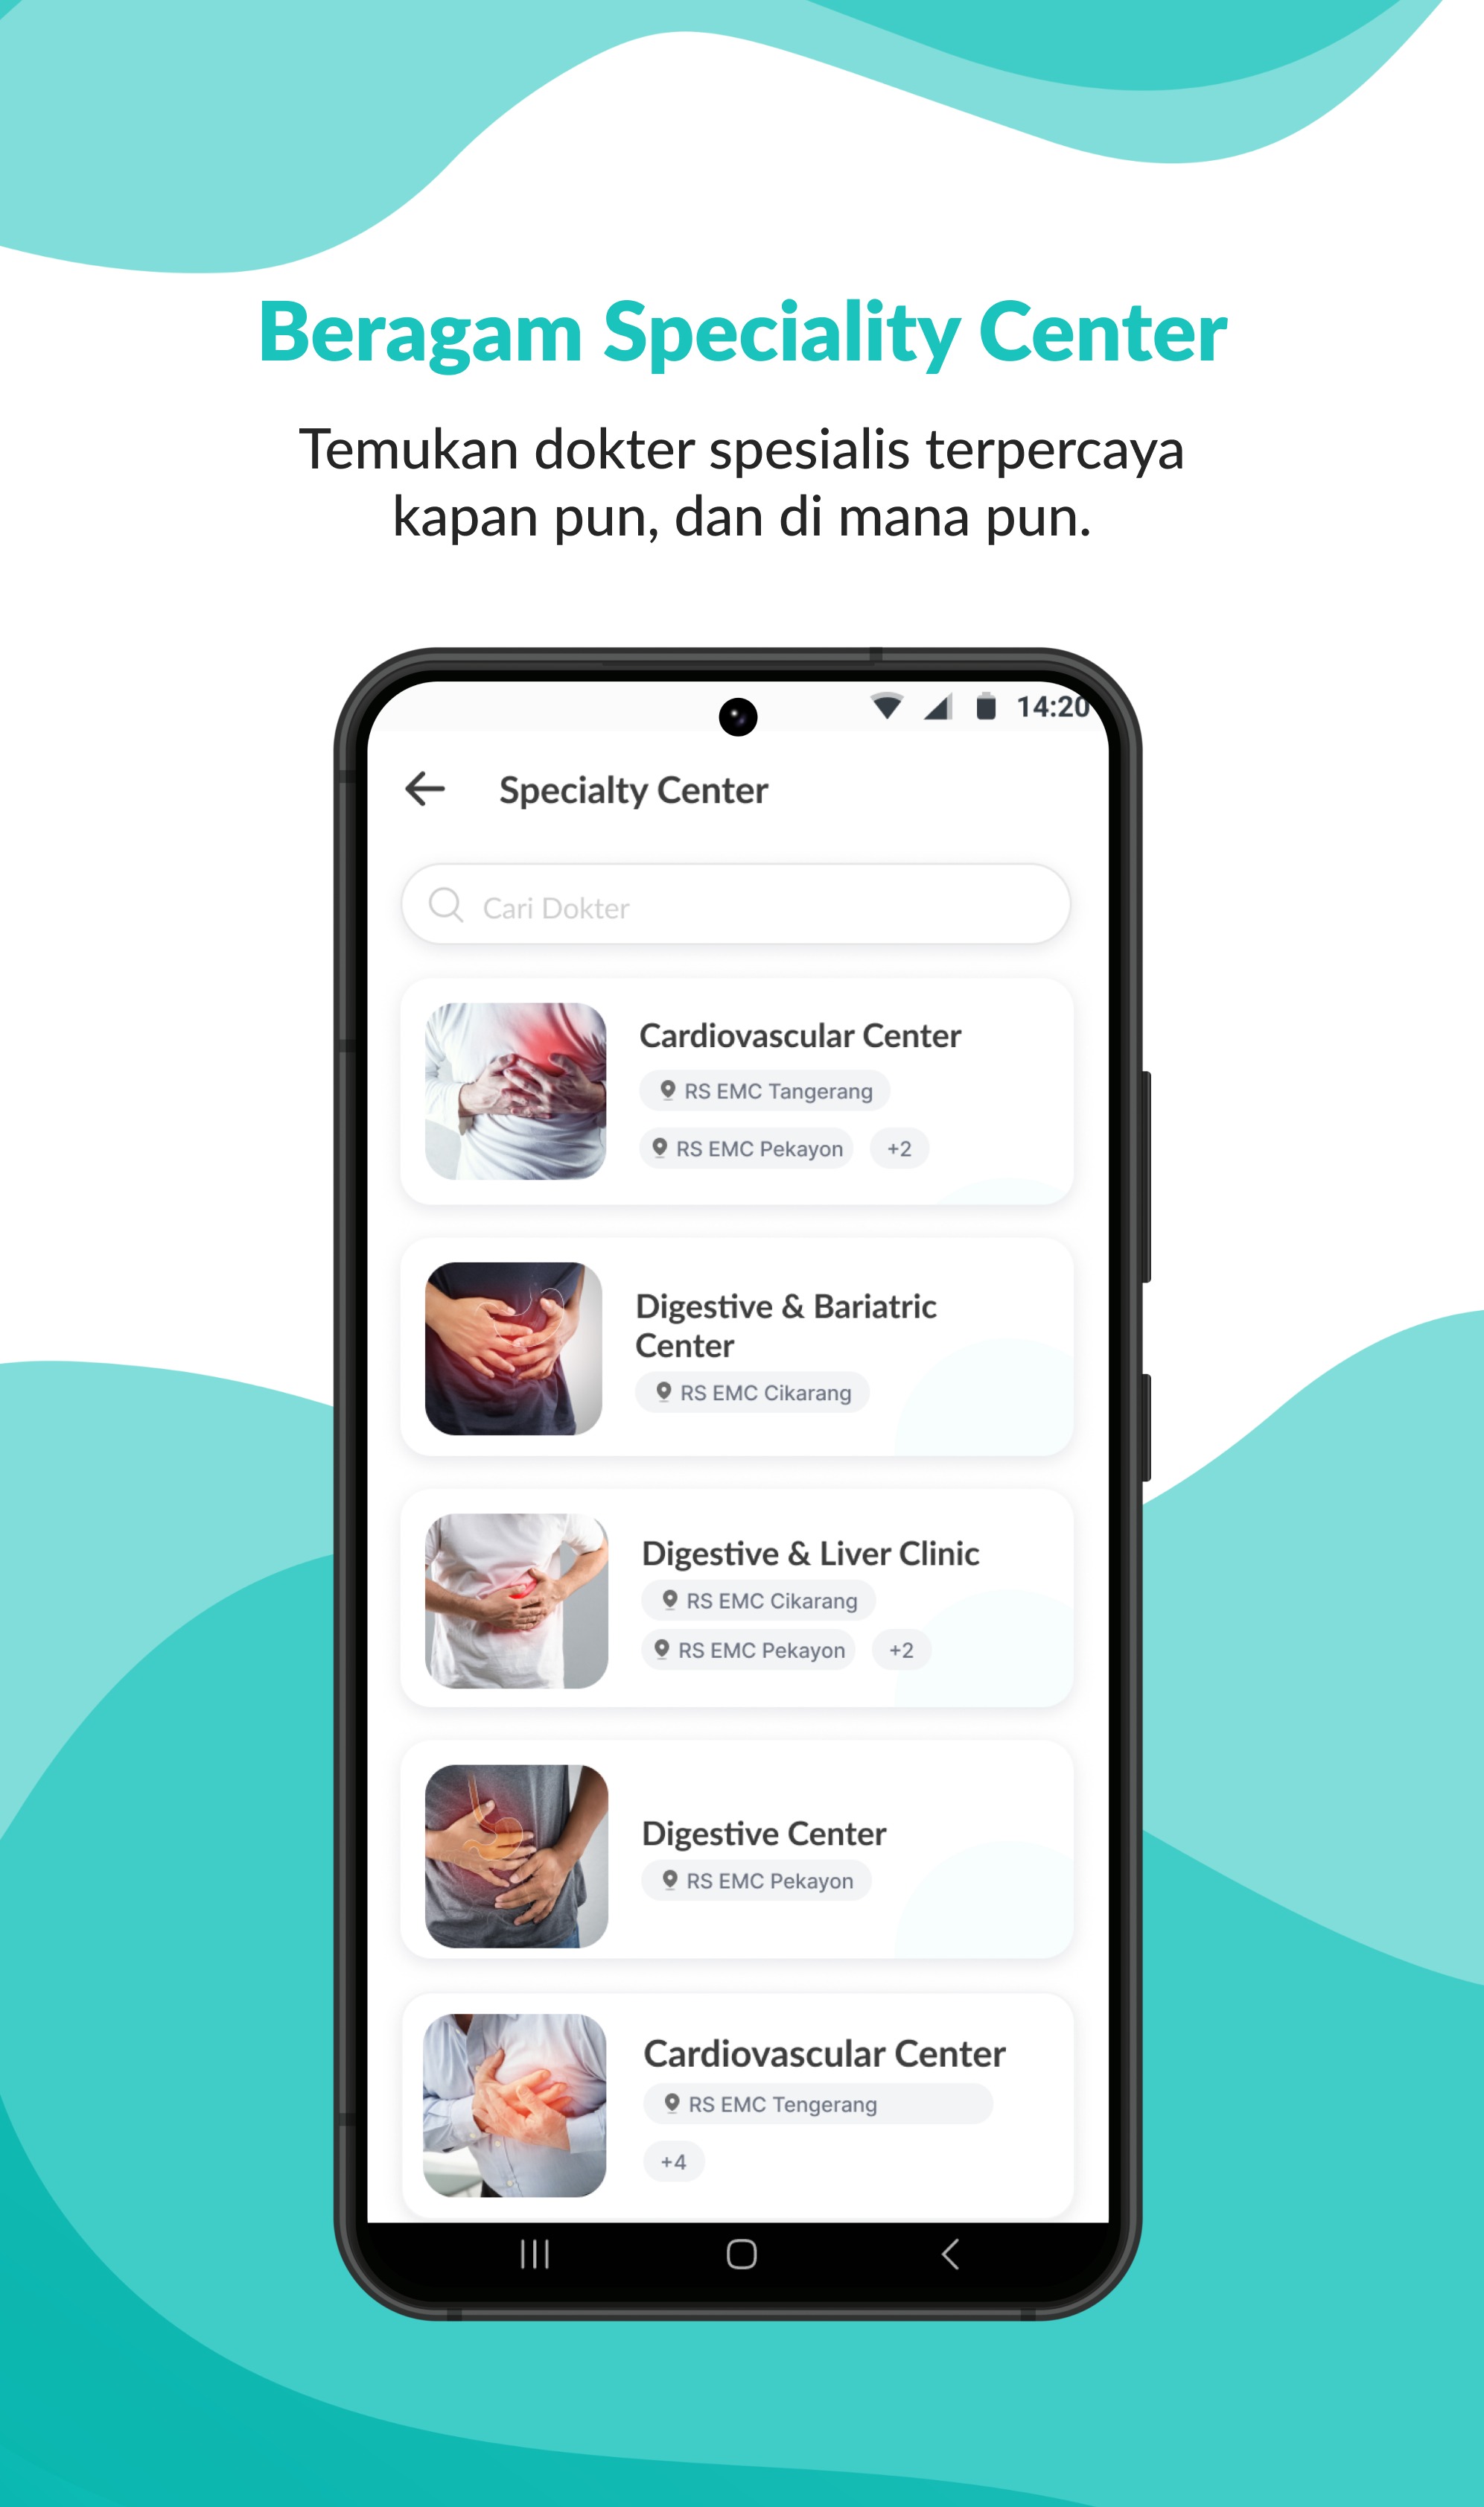 Beragam Speciality Center
Temukan dokter spesialis terpercaya
kapan pun, dan di mana pun.
14:20
Specialty Center
Cari Dokter
Cardiovascular Center
RS EMC Tangerang
RS EMC Pekayon +2
Digestive & Bariatric
Center
RS EMC Cikarang
Digestive & Liver Clinic
RS EMC Cikarang
RS EMC Pekayon +2
Digestive Center
RS EMC Pekayon
Cardiovascular Center
RS EMC Tengerang
+4